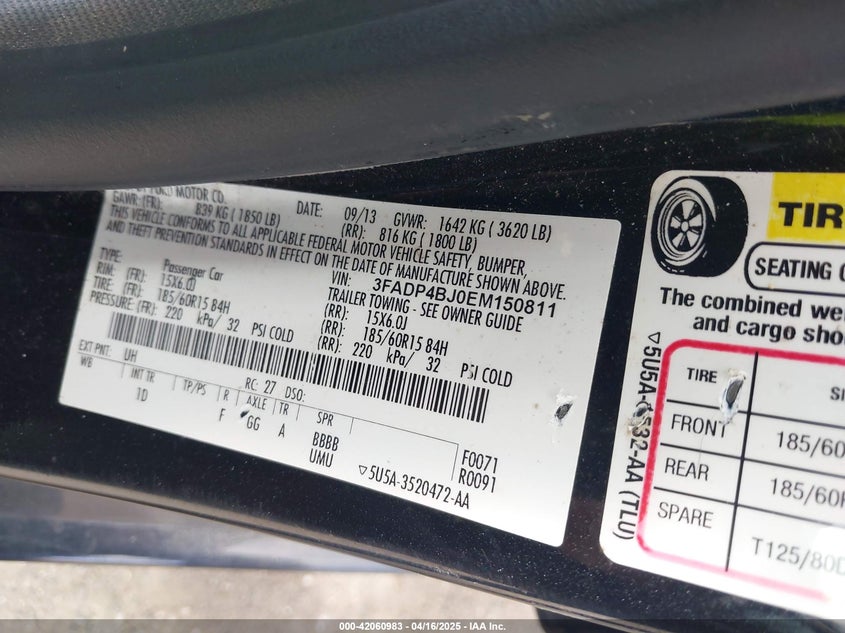 FORD MOTOR CO.
DATE: 09/13 GVWR: 1642 KG ( 3620 LB)
GAWR: (FR): 839 KG ( 1850 LB) (RR): 816 KG ( 1800 LB)
THIS VEHICLE CONFORMS TO ALL APPLICABLE FEDERAL MOTOR VEHICLE SAFETY, BUMPER,
AND THEFT PREVENTION STANDARDS IN EFFECT ON THE DATE OF MANUFACTURE SHOWN ABOVE.
VIN: 3FADP4BJ0EM150811
TYPE: Passenger Car TRAILER TOWING - SEE OWNER GUIDE
RIM: (FR): 15X6.0J (RR): 15X6.0J
TIRE: (FR): 185/60R15 84H (RR): 185/60R15 84H
PRESSURE: (FR): 220 kPa/ 32 PSI COLD (RR): 220 kPa/ 32 PSI COLD
EXT PNT: UH RC: 27 DSO:
WB INT TR TP/PS R AXLE TR SPR
1D F GG A BBBB F0071
UMU R0091
▽5U5A-3520472-AA
TIR
SEATING C
The combined we
and cargo sho
TIRE SI
FRONT 185/60
REAR 185/60R
SPARE T125/80D
-AA (TLU)
000-42060983 - 04/16/2025 - IAA Inc.